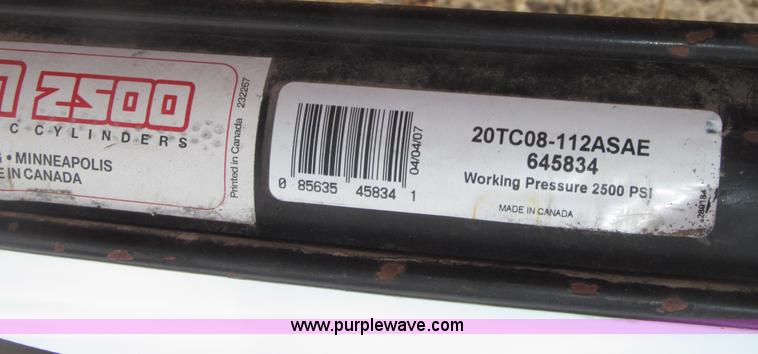 2500
C CYLINDERS
G • MINNEAPOLIS
E IN CANADA
Printed in Canada 232267
0 85635 45834 1
04/04/07
20TC08-112ASAE
645834
Working Pressure 2500 PSI
MADE IN CANADA
www.purplewave.com